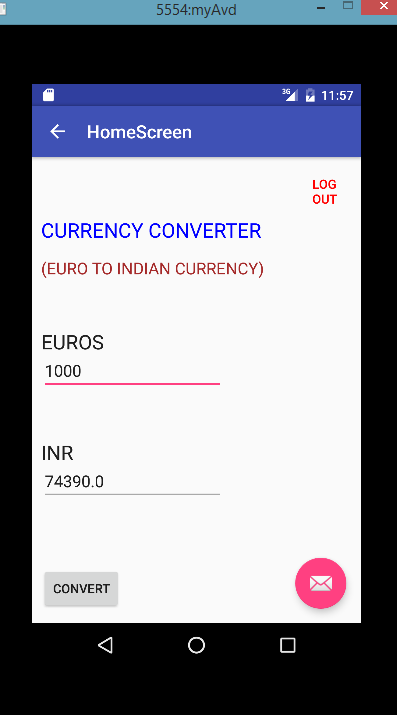 5554:myAvd
3G 11:57
HomeScreen
LOG
OUT
CURRENCY CONVERTER
(EURO TO INDIAN CURRENCY)
EUROS
1000
INR
74390.0
CONVERT